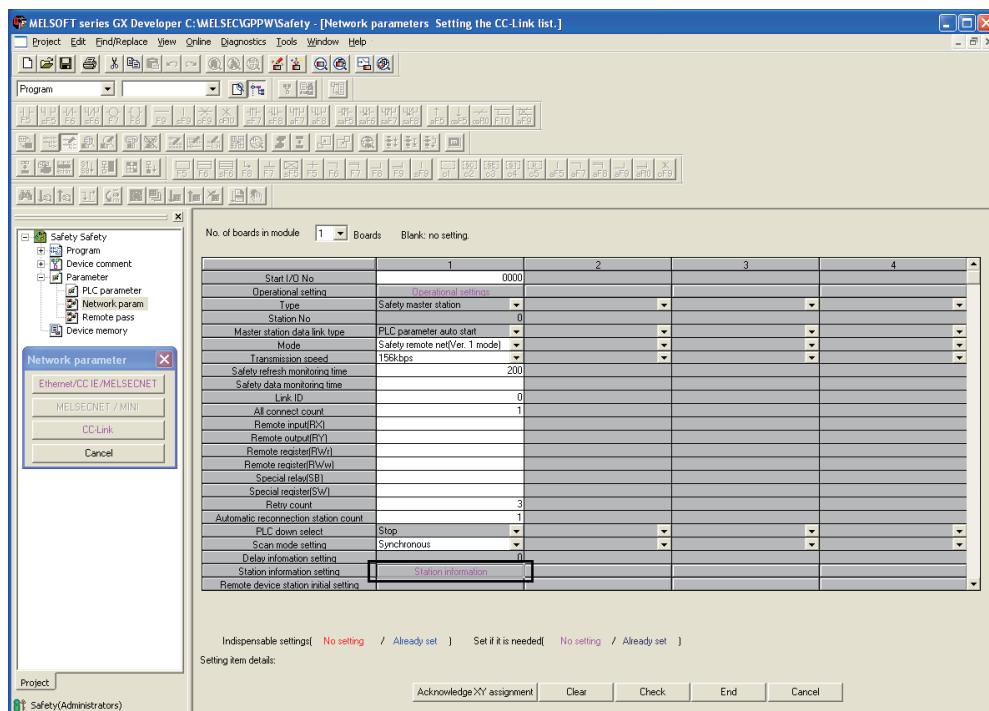 MELSOFT series GX Developer C:\MELSEC\GPPW\Safety - [Network parameters  Setting the CC-Link list.]
Project Edit Find/Replace View Online Diagnostics Tools Window Help
Program
No. of boards in module 1 Boards Blank: no setting.
Safety Safety
Program
Device comment
Parameter
PLC parameter
Network param
Remote pass
Device memory
Network parameter
Ethernet/CC IE/MELSECNET
MELSECNET / MINI
CC-Link
Cancel
1 2 3 4
Start I/O No 0000
Operational setting Operational settings
Type Safety master station
Station No 0
Master station data link type PLC parameter auto start
Mode Safety remote net(Ver. 1 mode)
Transmission speed 156kbps
Safety refresh monitoring time 200
Safety data monitoring time
Link ID 0
All connect count 1
Remote input(RX)
Remote output(RY)
Remote register(RWr)
Remote register(RWw)
Special relay(SB)
Special register(SW)
Retry count 3
Automatic reconnection station count 1
PLC down select Stop
Scan mode setting Synchronous
Delay infomation setting 0
Station information setting Station information
Remote device station initial setting
Indispensable settings( No setting / Already set ) Set if it is needed( No setting / Already set )
Setting item details:
Acknowledge XY assignment Clear Check End Cancel
Project
Safety(Administrators)